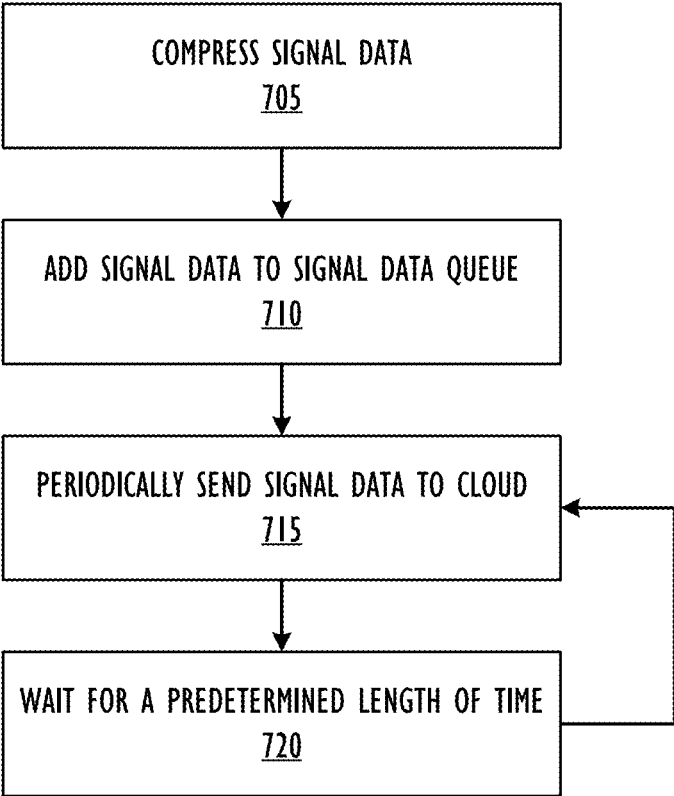 COMPRESS SIGNAL DATA
705
ADD SIGNAL DATA TO SIGNAL DATA QUEUE
710
PERIODICALLY SEND SIGNAL DATA TO CLOUD
715
WAIT FOR A PREDETERMINED LENGTH OF TIME
720